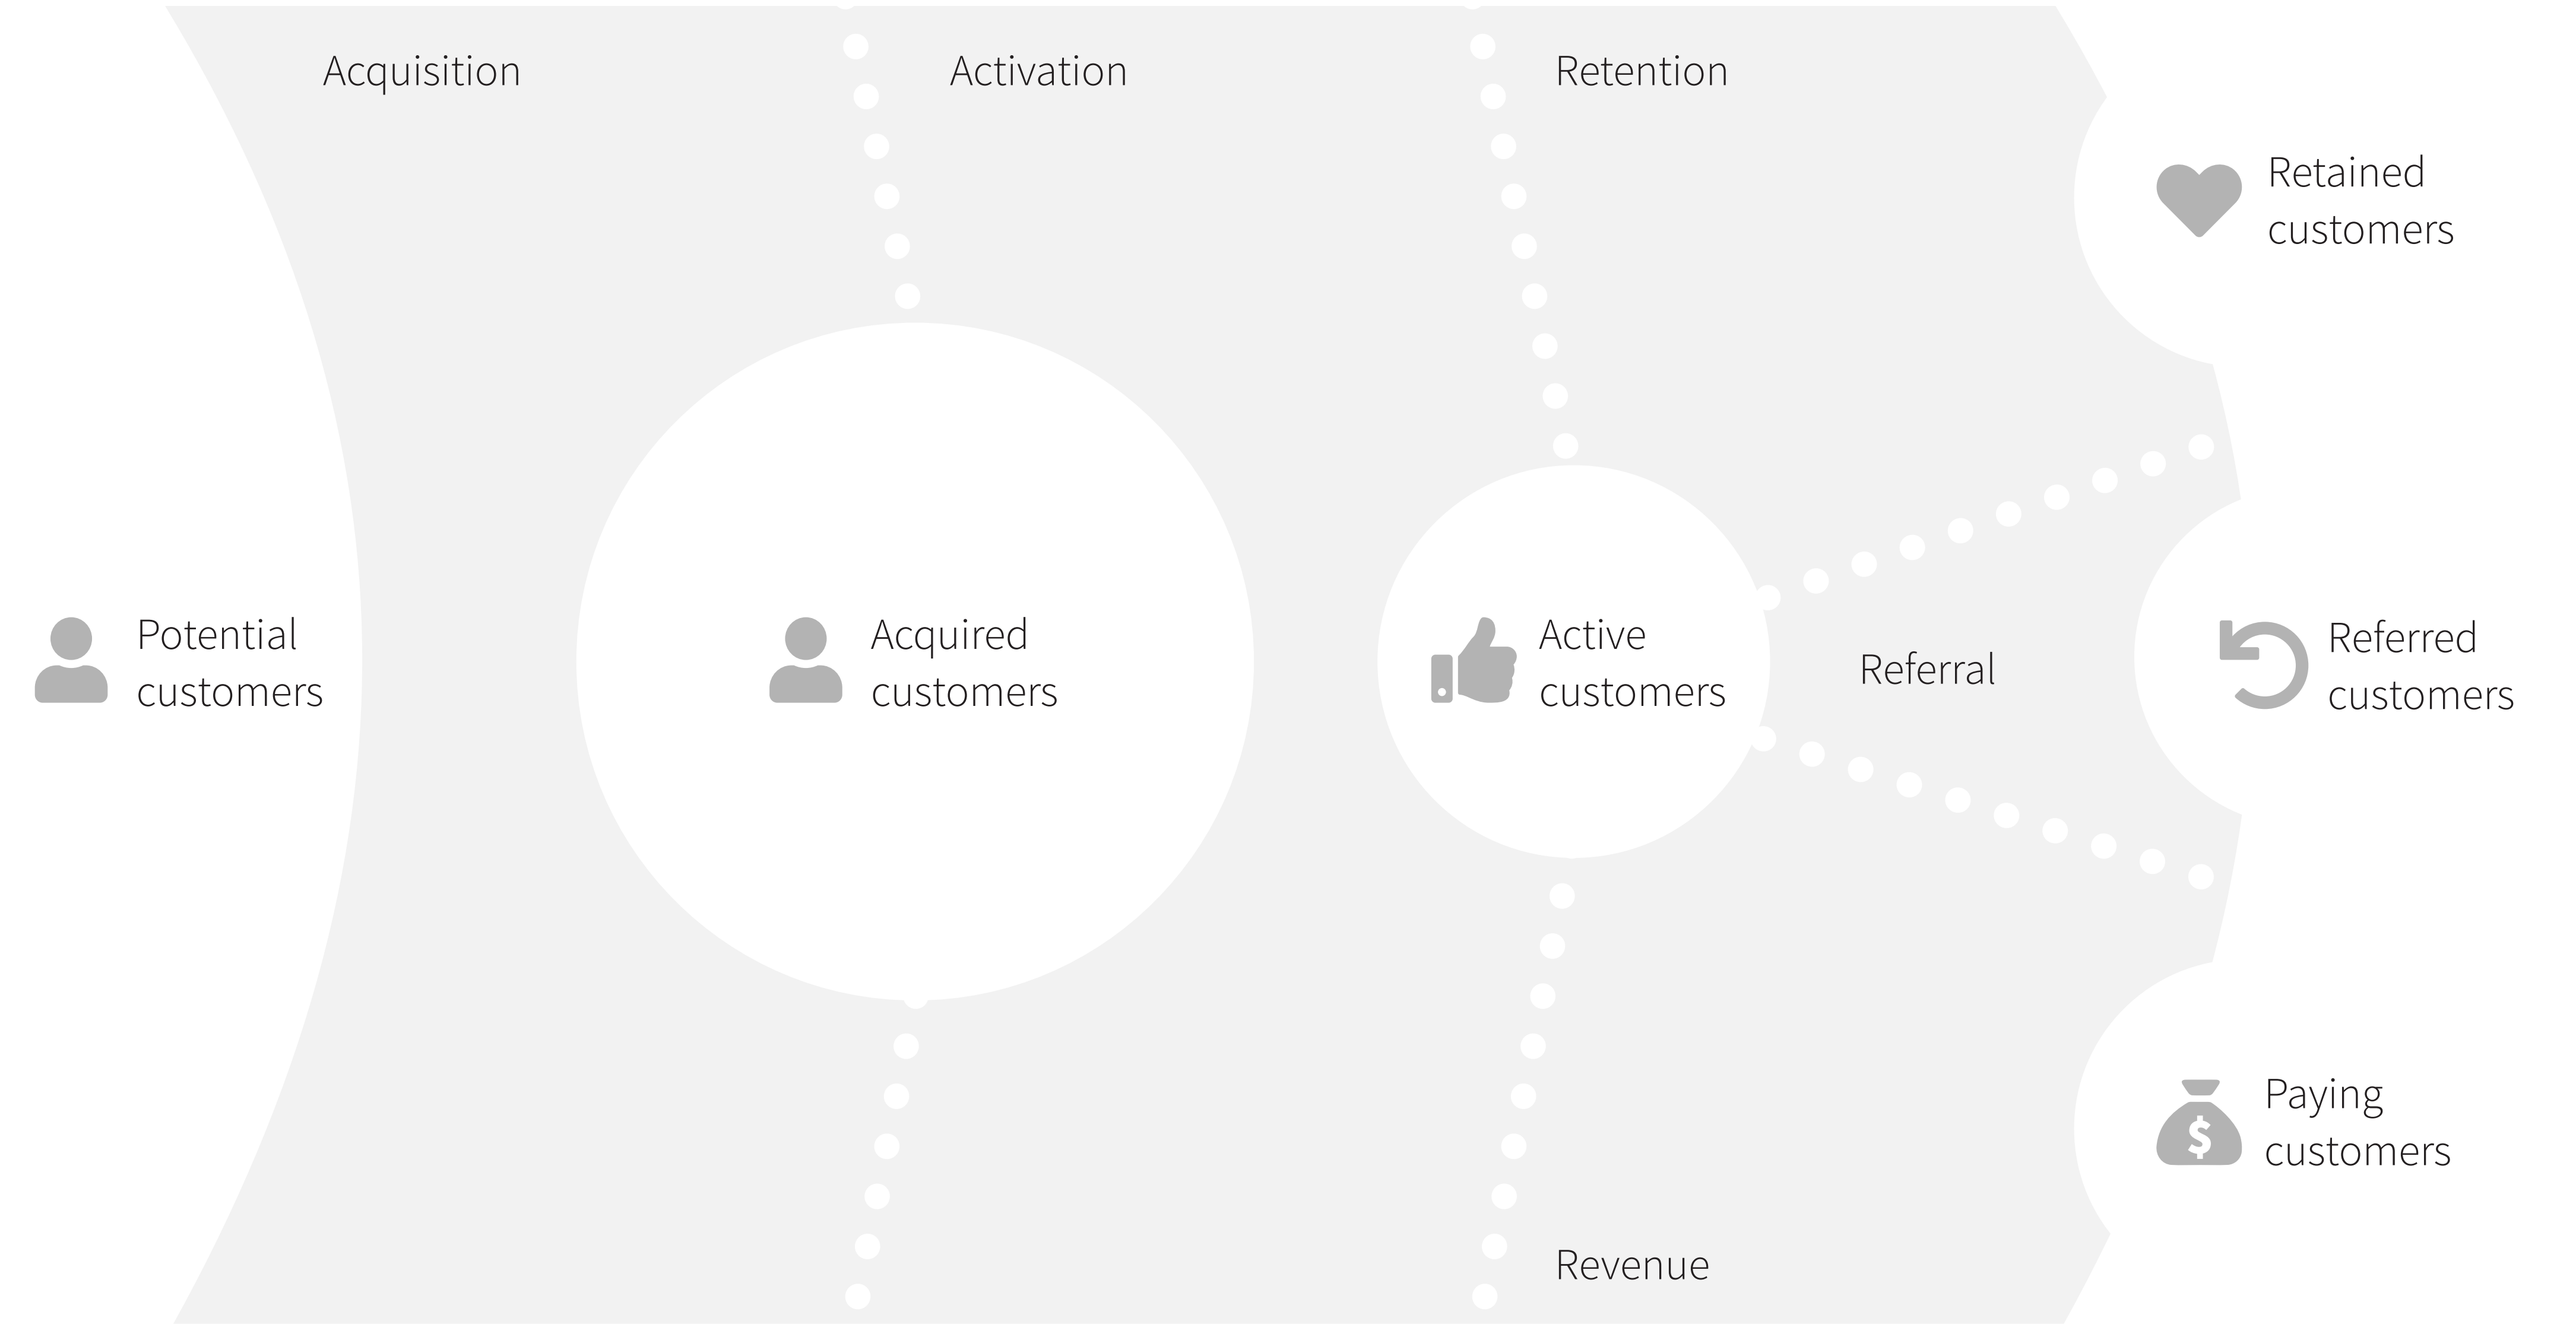 Acquisition
Activation
Retention
Retained
customers
Potential
customers
Acquired
customers
Active
customers
Referral
Referred
customers
$
Paying
customers
Revenue